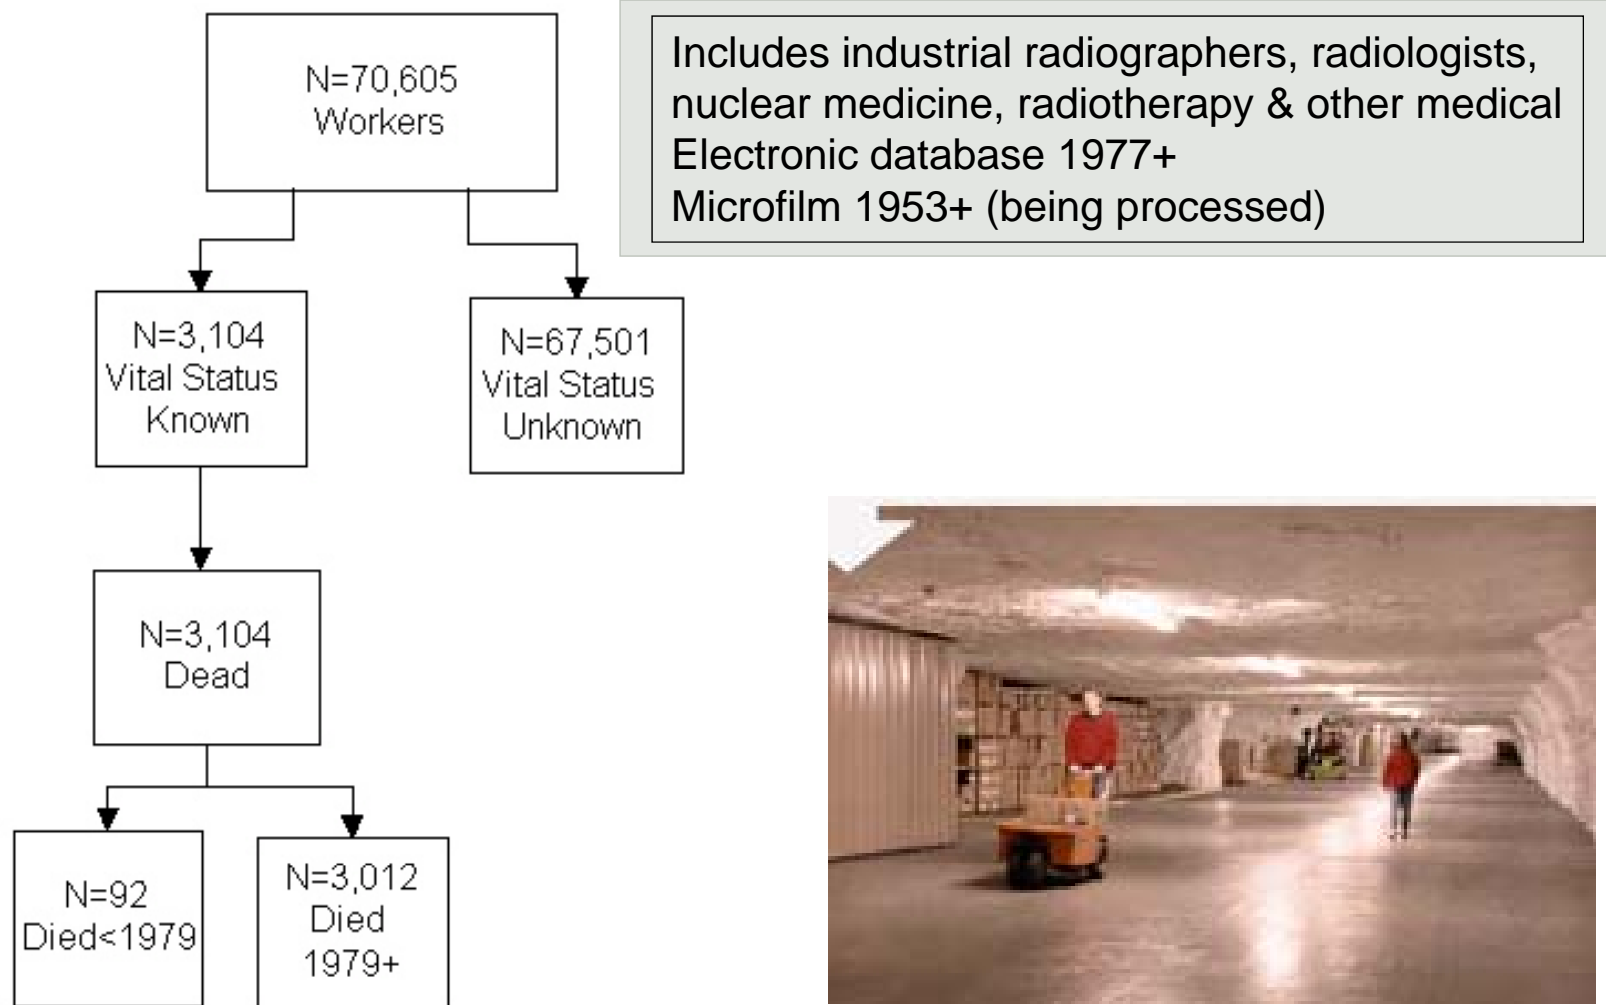 N=70,605
Workers
Includes industrial radiographers, radiologists,
nuclear medicine, radiotherapy & other medical
Electronic database 1977+
Microfilm 1953+ (being processed)
N=3,104
Vital Status
Known
N=67,501
Vital Status
Unknown
N=3,104
Dead
N=92
Died<1979
N=3,012
Died
1979+